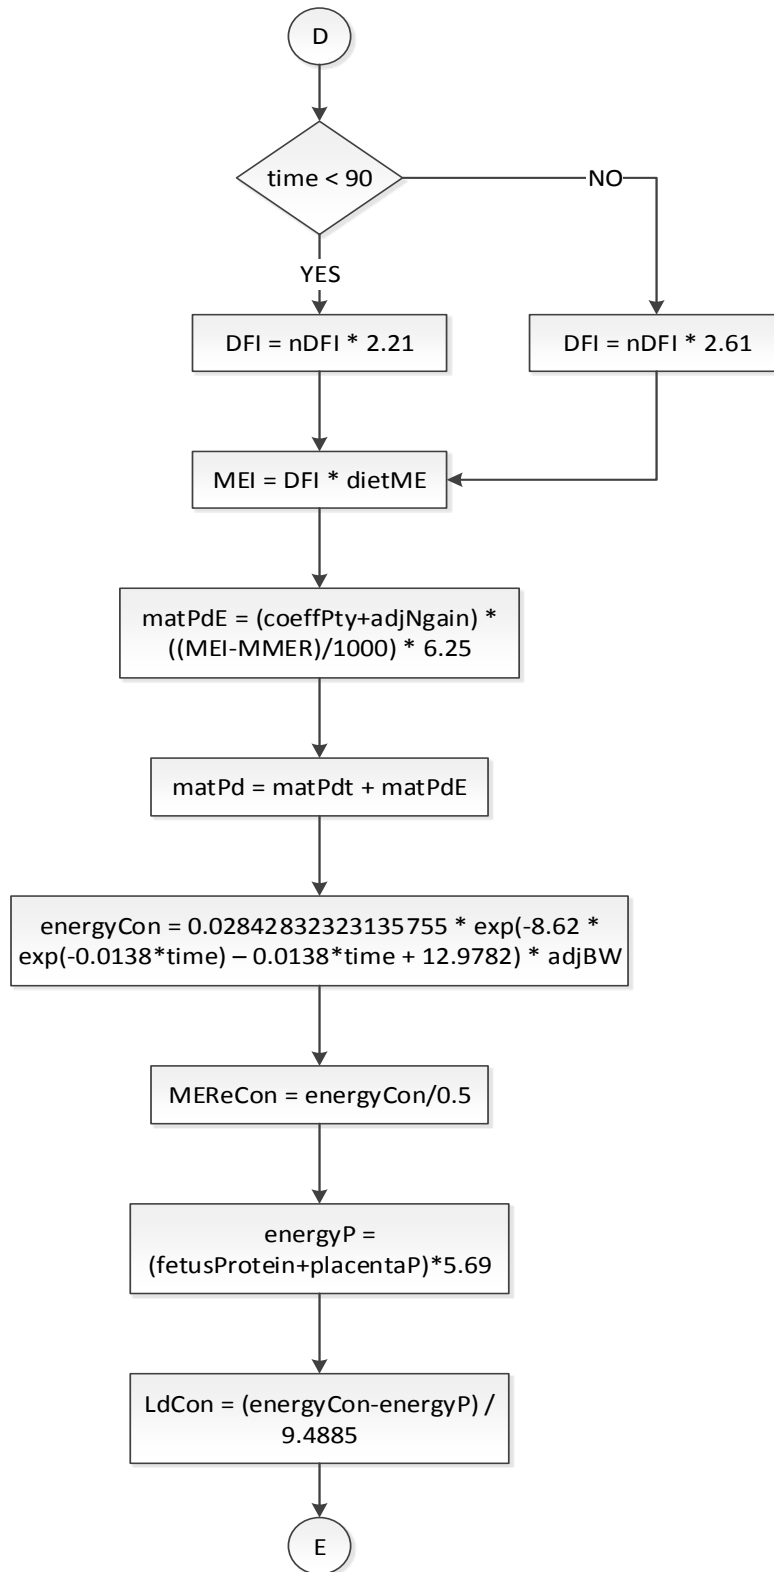 D
time < 90
NO
YES
DFI = nDFI * 2.21
DFI = nDFI * 2.61
MEI = DFI * dietME
matPdE = (coeffPty+adjNgain) *
((MEI-MMER)/1000) * 6.25
matPd = matPdt + matPdE
energyCon = 0.02842832323135755 * exp(-8.62 *
exp(-0.0138*time) – 0.0138*time + 12.9782) * adjBW
MEReCon = energyCon/0.5
energyP =
(fetusProtein+placentaP)*5.69
LdCon = (energyCon-energyP) /
9.4885
E